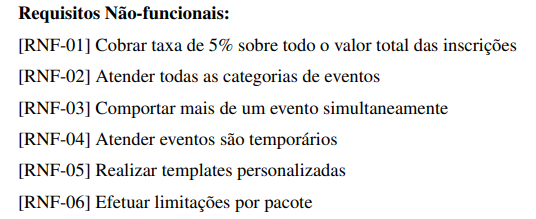 Requisitos Não-funcionais:
[RNF-01] Cobrar taxa de 5% sobre todo o valor total das inscrições
[RNF-02] Atender todas as categorias de eventos
[RNF-03] Comportar mais de um evento simultaneamente
[RNF-04] Atender eventos são temporários
[RNF-05] Realizar templates personalizadas
[RNF-06] Efetuar limitações por pacote